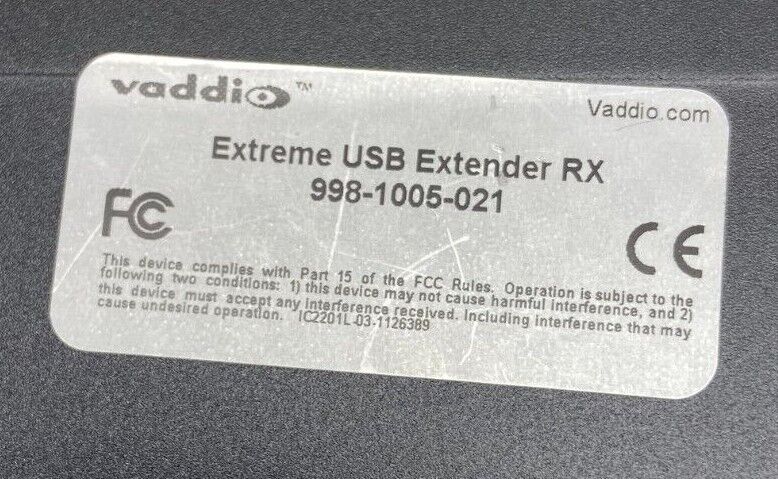 vaddio™
Vaddio.com
Extreme USB Extender RX
998-1005-021
FC
CE
This device complies with Part 15 of the FCC Rules. Operation is subject to the
following two conditions: 1) this device may not cause harmful interference, and 2)
this device must accept any interference received. Including interference that may
cause undesired operation. IC2201L-03-1126389